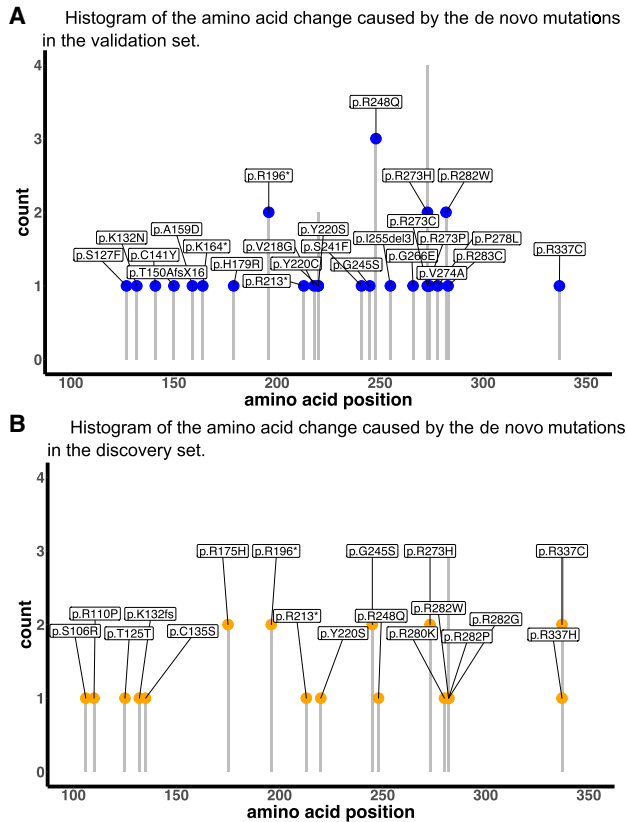 A
Histogram of the amino acid change caused by the de novo mutations
in the validation set.
4
3
2
1
0
count
p.R248Q
p.R196*
p.R273H
p.R282W
p.R273C
p.A159D
p.Y220S
p.K132N
p.I255del3
p.R273P
p.P278L
p.K164*
p.V218G
p.S241F
p.S127F
p.C141Y
p.G266E
p.R283C
p.R337C
p.H179R
p.Y220C
p.G245S
p.T150AfsX16
p.V274A
p.R213*
100
150
200
250
300
350
amino acid position
B
Histogram of the amino acid change caused by the de novo mutations
in the discovery set.
4
3
2
1
0
count
p.R175H
p.R196*
p.G245S
p.R273H
p.R337C
p.R110P
p.K132fs
p.R213*
p.R248Q
p.R282W
p.R282G
p.S106R
p.T125T
p.C135S
p.Y220S
p.R280K
p.R282P
p.R337H
100
150
200
250
300
350
amino acid position